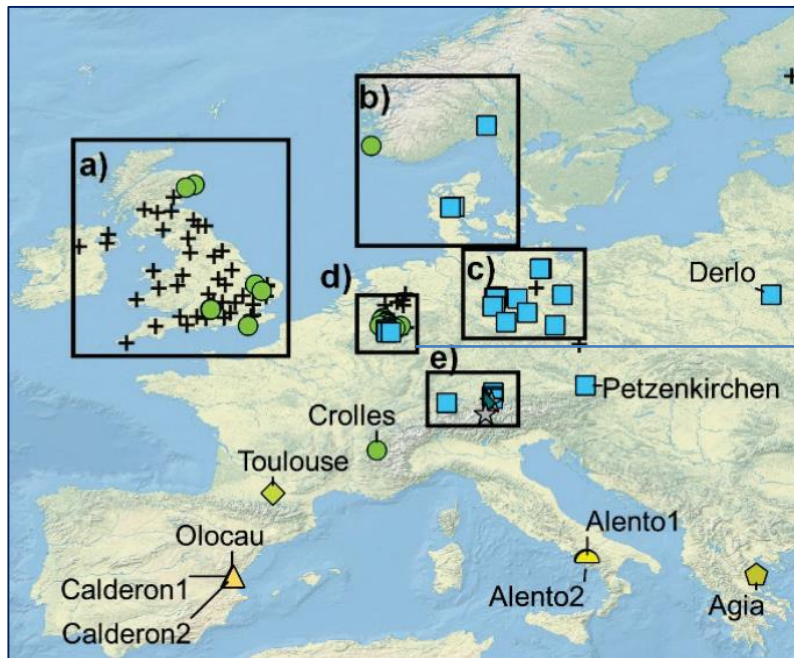 b)
a)
c)
Derlo
d)
e)
Petzenkirchen
Crolles
Toulouse
Olocau
Alento1
Calderon1
Alento2
Agia
Calderon2